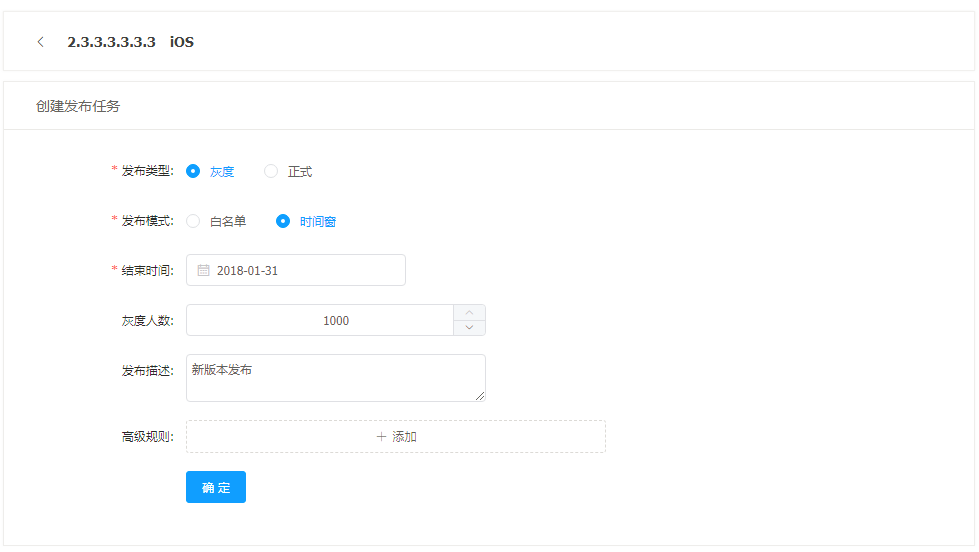 2.3.3.3.3.3.3 iOS
创建发布任务
* 发布类型: 灰度 正式
* 发布模式: 白名单 时间窗
* 结束时间: 2018-01-31
灰度人数: 1000
发布描述: 新版本发布
高级规则: + 添加
确 定